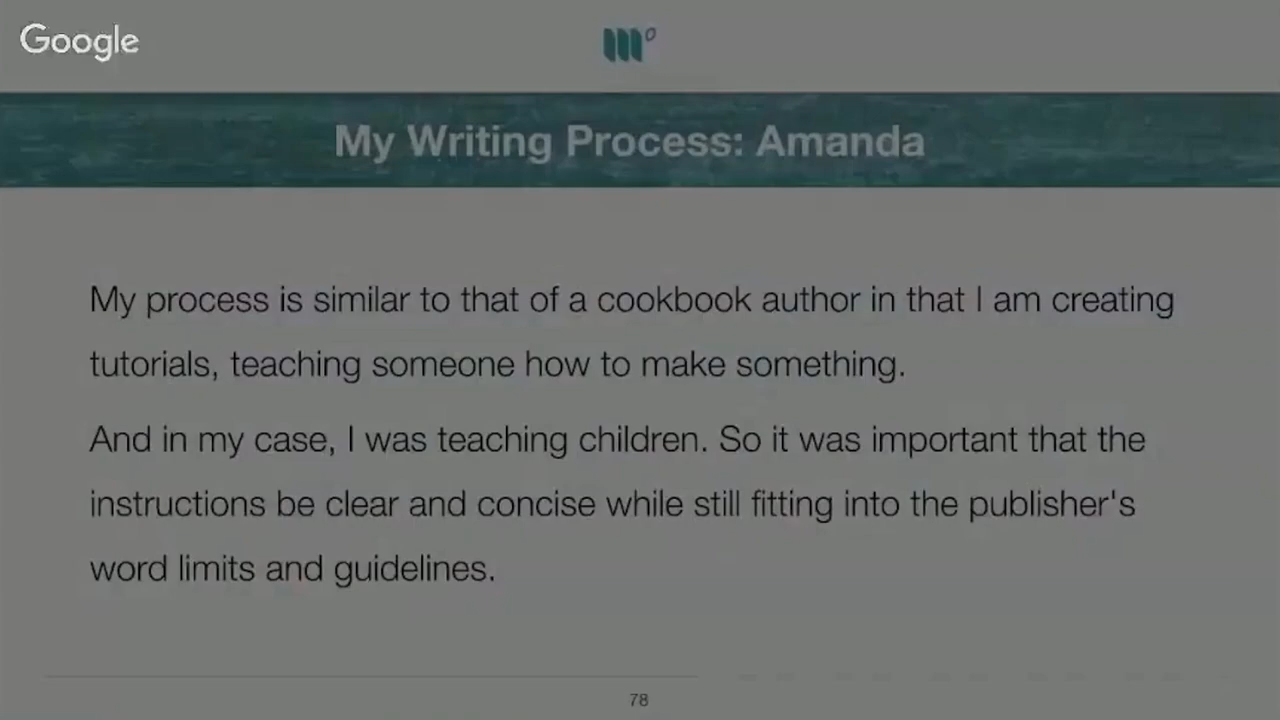 Google
My Writing Process: Amanda
My process is similar to that of a cookbook author in that I am creating
tutorials, teaching someone how to make something.
And in my case, I was teaching children. So it was important that the
instructions be clear and concise while still fitting into the publisher's
word limits and guidelines.
78